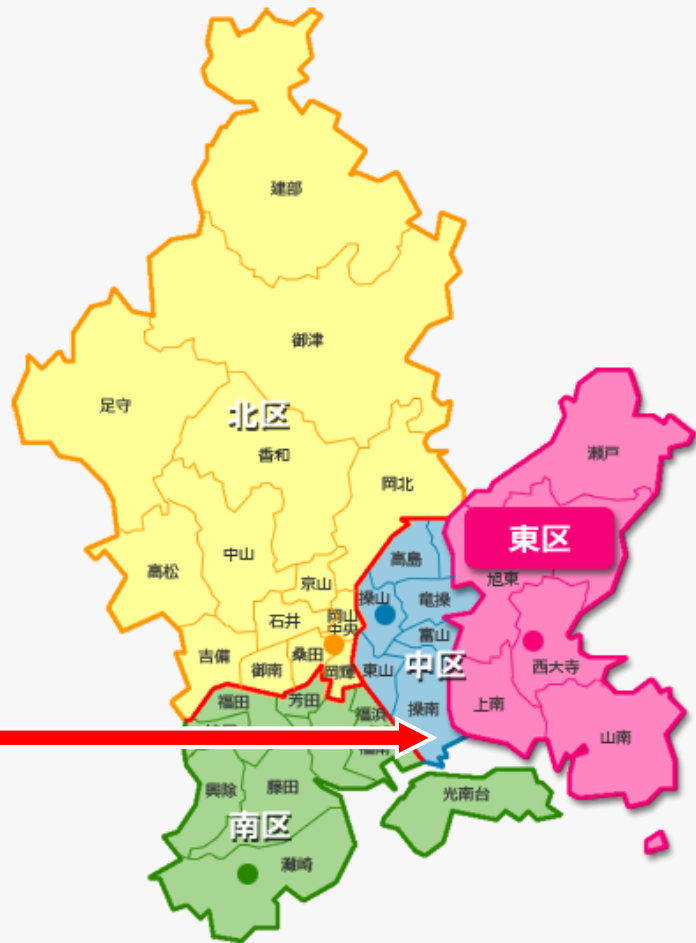 建部
御津
足守
北区
香和
岡北
瀬戸
東区
高島
旭東
高松
中山
京山
操山
竜操
石井
岡山
中央
富山
吉備
御南
桑田
岡輝
東山
中区
西大寺
福田
芳田
福浜
操南
上南
山南
福南
興除
藤田
光南台
南区
灘崎